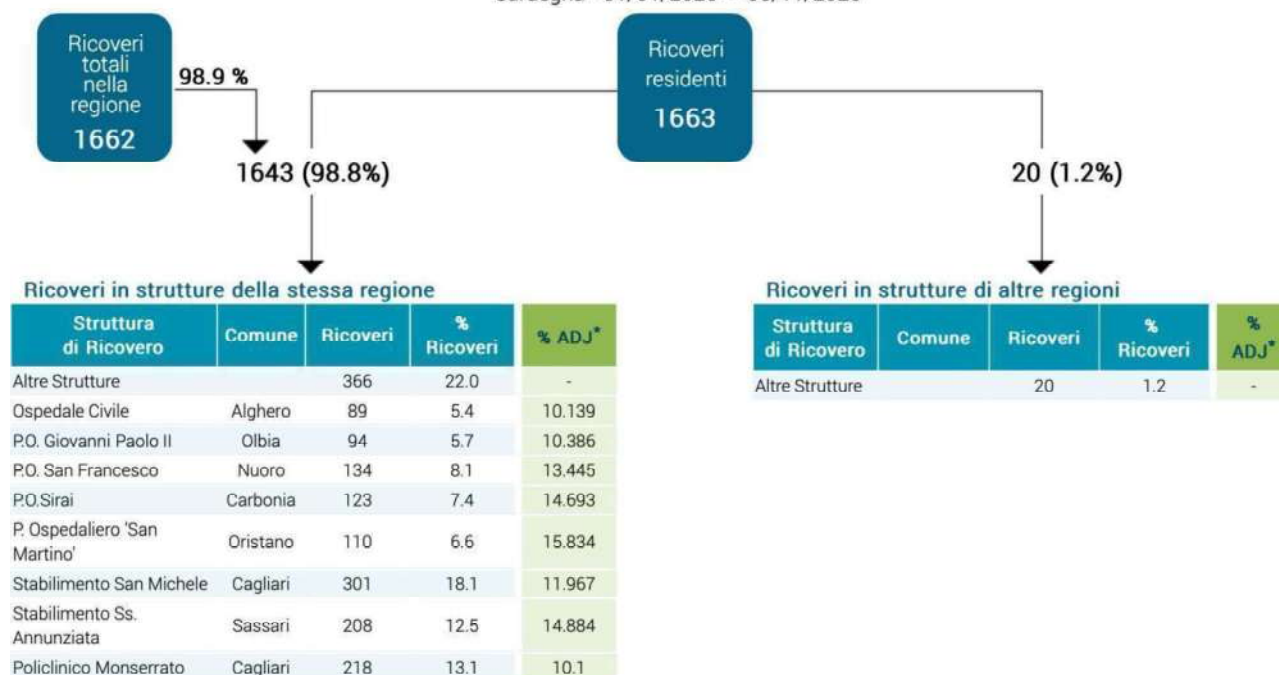 Ricoveri
totali
nella
regione
1662
98.9 %
Ricoveri
residenti
1663
1643 (98.8%)
20 (1.2%)
Ricoveri in strutture della stessa regione
Struttura di Ricovero Comune Ricoveri % Ricoveri % ADJ*
Altre Strutture 366 22.0 -
Ospedale Civile Alghero 89 5.4 10.139
P.O. Giovanni Paolo II Olbia 94 5.7 10.386
P.O. San Francesco Nuoro 134 8.1 13.445
P.O.Sirai Carbonia 123 7.4 14.693
P. Ospedaliero 'San Martino' Oristano 110 6.6 15.834
Stabilimento San Michele Cagliari 301 18.1 11.967
Stabilimento Ss. Annunziata Sassari 208 12.5 14.884
Policlinico Monserrato Cagliari 218 13.1 10.1
Ricoveri in strutture di altre regioni
Struttura di Ricovero Comune Ricoveri % Ricoveri % ADJ*
Altre Strutture 20 1.2 -